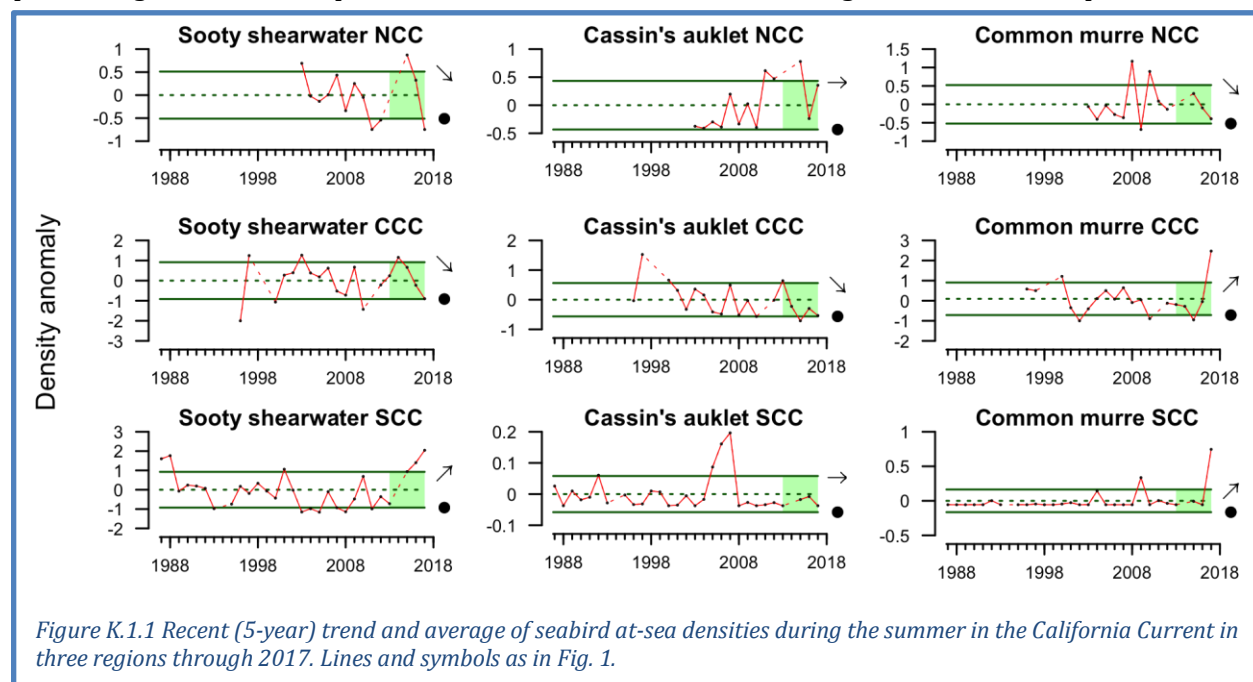 Density anomaly
Sooty shearwater NCC
1
0.5
0
-0.5
-1
1988 1998 2008 2018
Cassin's auklet NCC
1
0.5
0
-0.5
1988 1998 2008 2018
Common murre NCC
1.5
1
0.5
0
-0.5
-1
1988 1998 2008 2018
Sooty shearwater CCC
2
1
0
-1
-2
-3
1988 1998 2008 2018
Cassin's auklet CCC
2
1
0
-1
1988 1998 2008 2018
Common murre CCC
3
2
1
0
-1
-2
1988 1998 2008 2018
Sooty shearwater SCC
3
2
1
0
-1
-2
1988 1998 2008 2018
Cassin's auklet SCC
0.2
0.1
0
-0.1
1988 1998 2008 2018
Common murre SCC
1
0.5
0
-0.5
1988 1998 2008 2018
Figure K.1.1 Recent (5-year) trend and average of seabird at-sea densities during the summer in the California Current in
three regions through 2017. Lines and symbols as in Fig. 1.